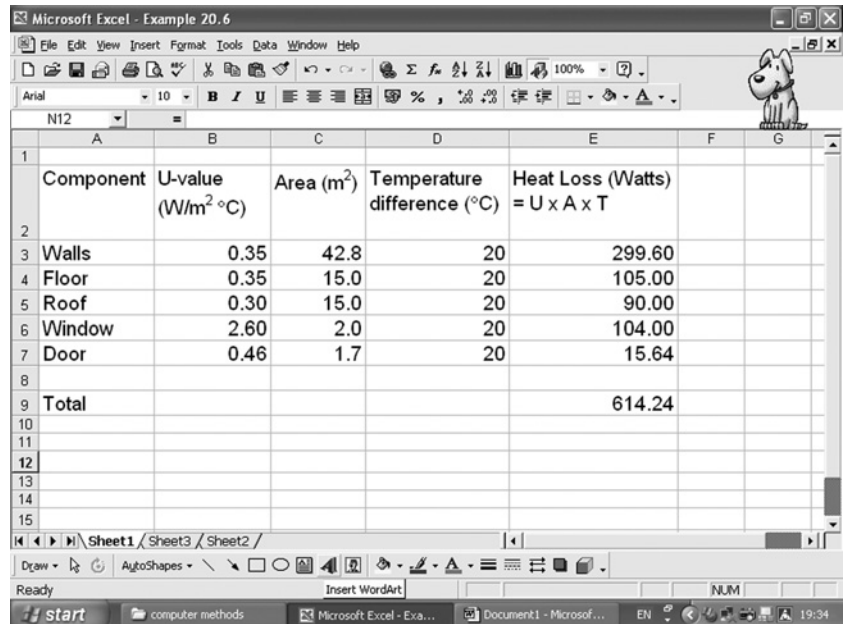 Microsoft Excel - Example 20.6
File Edit View Insert Format Tools Data Window Help
100%
Arial 10 B I U
N12 =
A B C D E F G
1
2 Component U-value (W/m² °C) Area (m²) Temperature difference (°C) Heat Loss (Watts) = U x A x T
3 Walls 0.35 42.8 20 299.60
4 Floor 0.35 15.0 20 105.00
5 Roof 0.30 15.0 20 90.00
6 Window 2.60 2.0 20 104.00
7 Door 0.46 1.7 20 15.64
8
9 Total 614.24
10
11
12
13
14
15
Sheet1 / Sheet3 / Sheet2 /
Draw AutoShapes
Ready Insert WordArt NUM
start computer methods Microsoft Excel - Exa... Document1 - Microsof... EN 19:34